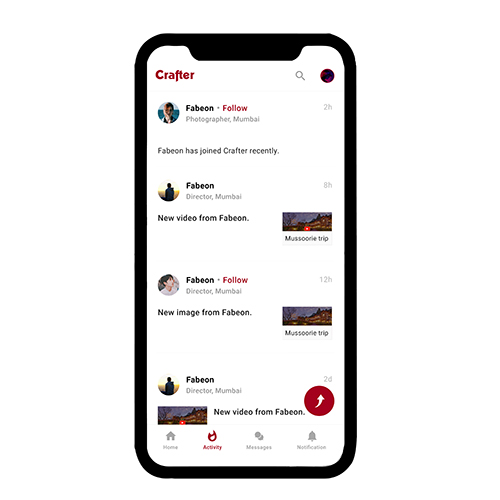 Crafter
Fabeon • Follow 2h
Photographer, Mumbai
Fabeon has joined Crafter recently.
Fabeon 8h
Director, Mumbai
New video from Fabeon.
Mussoorie trip
Fabeon • Follow 12h
Director, Mumbai
New image from Fabeon.
Mussoorie trip
Fabeon 2d
Director, Mumbai
New video from Fabeon.
Home Activity Messages Notification